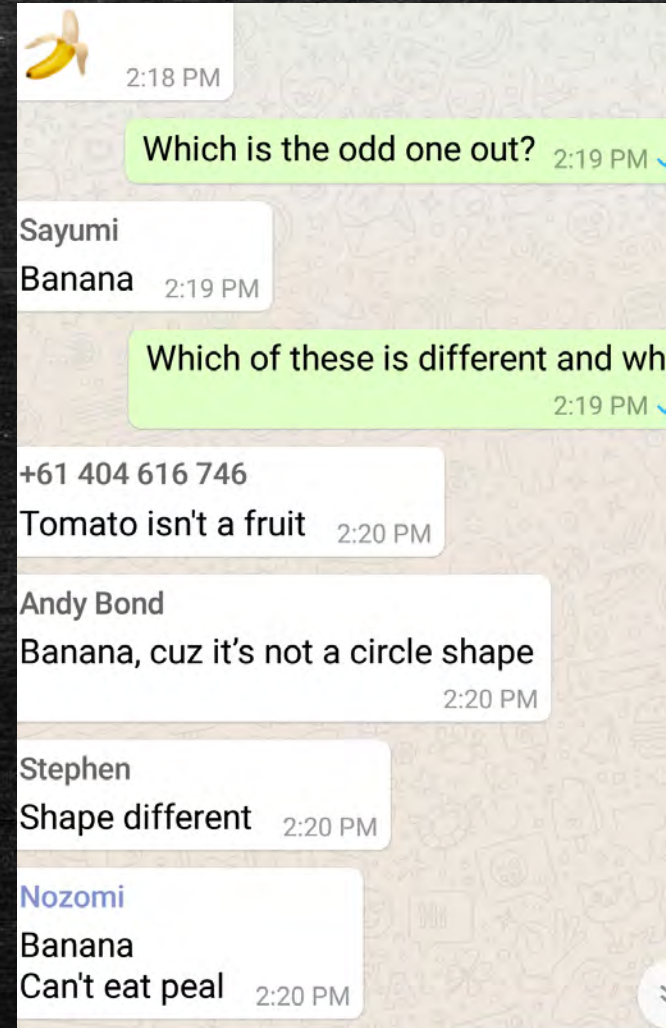 2:18 PM
Which is the odd one out? 2:19 PM
Sayumi
Banana 2:19 PM
Which of these is different and wh
2:19 PM
+61 404 616 746
Tomato isn't a fruit 2:20 PM
Andy Bond
Banana, cuz it's not a circle shape
2:20 PM
Stephen
Shape different 2:20 PM
Nozomi
Banana
Can't eat peal 2:20 PM